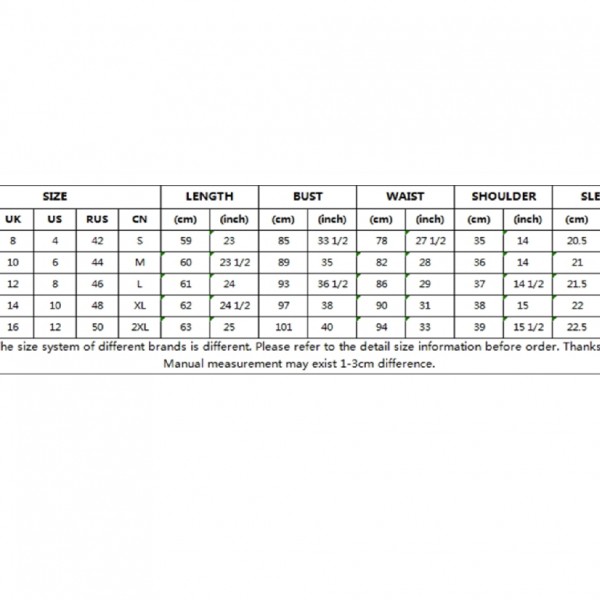 SIZE LENGTH BUST WAIST SHOULDER SLE
UK US RUS CN (cm) (inch) (cm) (inch) (cm) (inch) (cm) (inch) (cm)
8 4 42 S 59 23 85 33 1/2 78 27 1/2 35 14 20.5
10 6 44 M 60 23 1/2 89 35 82 28 36 14 21
12 8 46 L 61 24 93 36 1/2 86 29 37 14 1/2 21.5
14 10 48 XL 62 24 1/2 97 38 90 31 38 15 22
16 12 50 2XL 63 25 101 40 94 33 39 15 1/2 22.5
he size system of different brands is different. Please refer to the detail size information before order. Thanks
Manual measurement may exist 1-3cm difference.